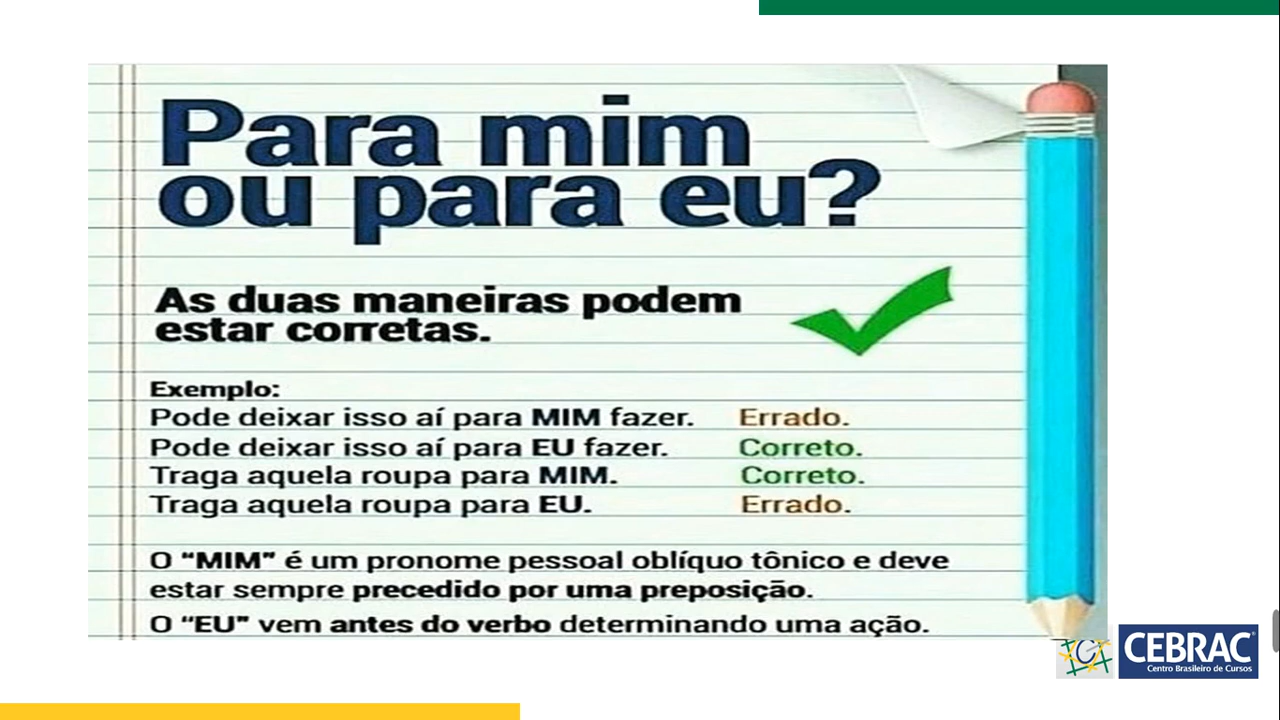 Para mim
ou para eu?
As duas maneiras podem
estar corretas.
Exemplo:
Pode deixar isso aí para MIM fazer. Errado.
Pode deixar isso aí para EU fazer. Correto.
Traga aquela roupa para MIM. Correto.
Traga aquela roupa para EU. Errado.
O “MIM” é um pronome pessoal oblíquo tônico e deve
estar sempre precedido por uma preposição.
O “EU” vem antes do verbo determinando uma ação.
CEBRAC®
Centro Brasileiro de Cursos